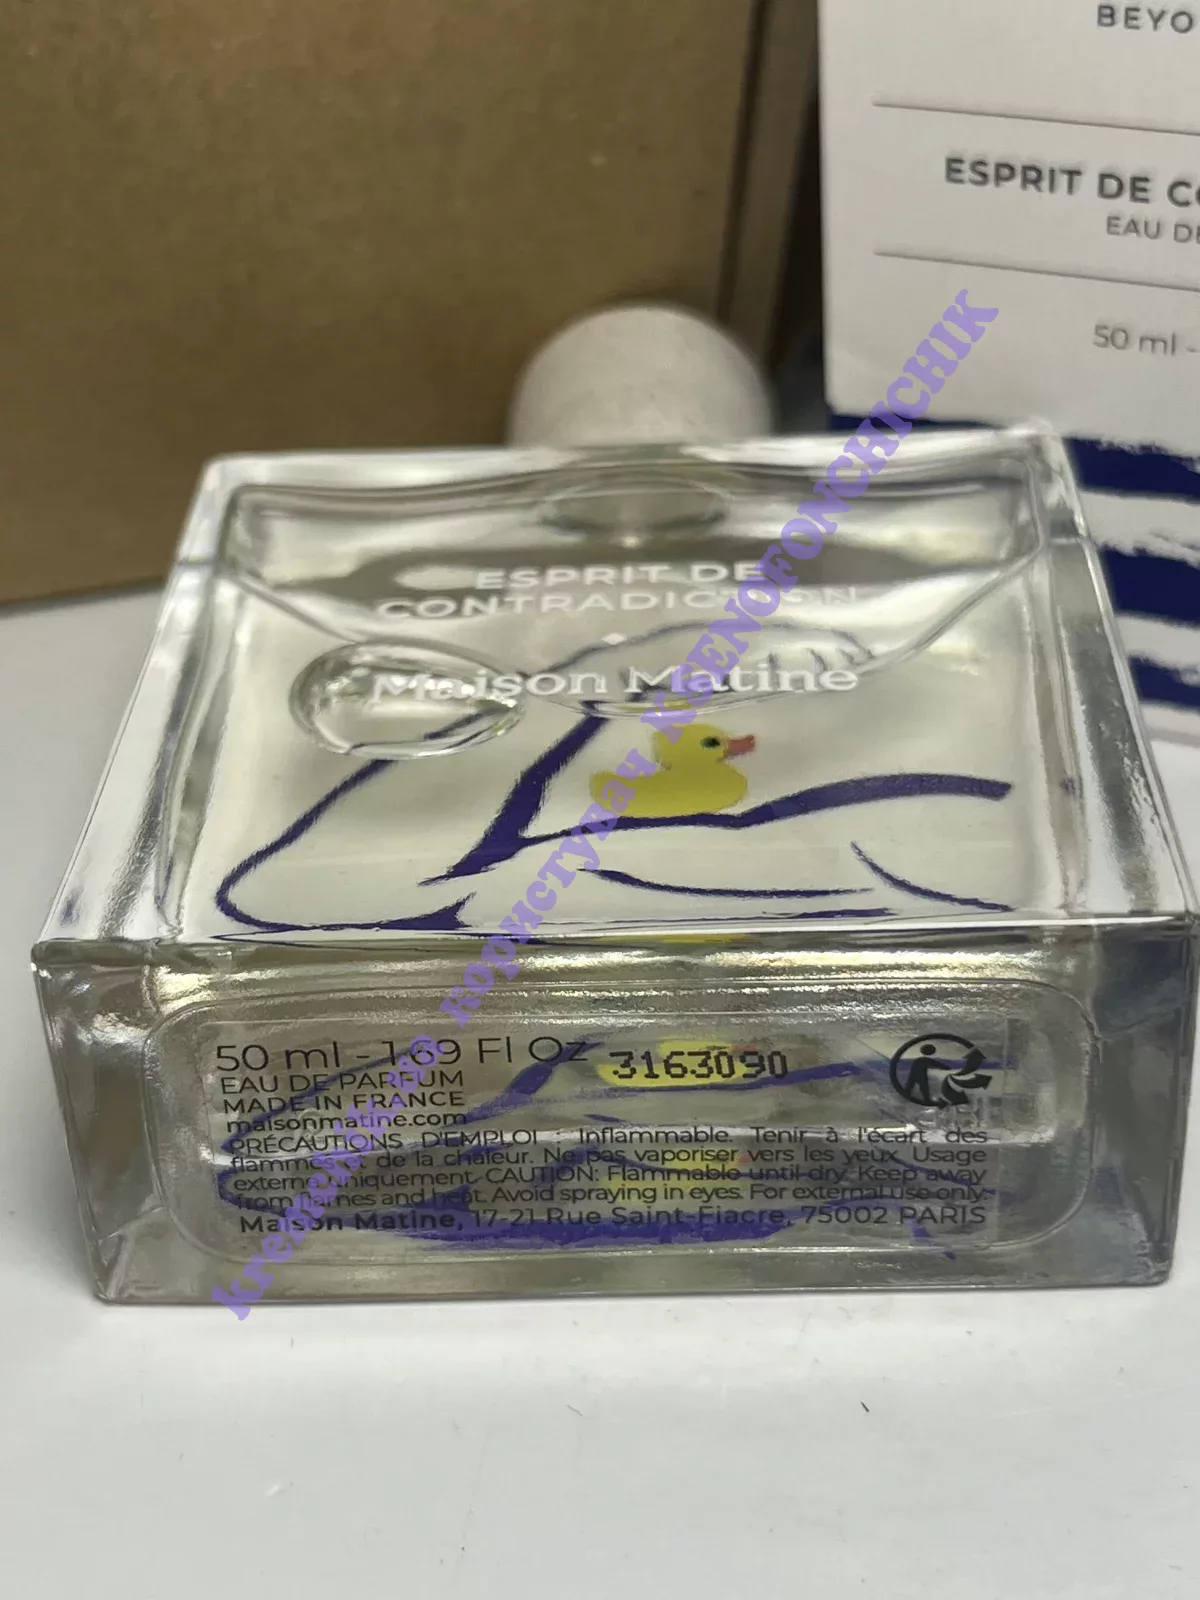 BEYO
ESPRIT DE CO
EAU DE
50 ml -
ESPRIT DE
CONTRADICTION
Maison Matine
50 ml - 1.69 Fl Oz
3163090
EAU DE PARFUM
MADE IN FRANCE
maisonmatine.com
PRÉCAUTIONS D'EMPLOI : Inflammable. Tenir à l'écart des
flammes et de la chaleur. Ne pas vaporiser vers les yeux. Usage
externe uniquement. CAUTION: Flammable until dry. Keep away
from flames and heat. Avoid spraying in eyes. For external use only.
Maison Matine, 17-21 Rue Saint-Fiacre, 75002 PARIS
користувач KSENOFONCHICHIK